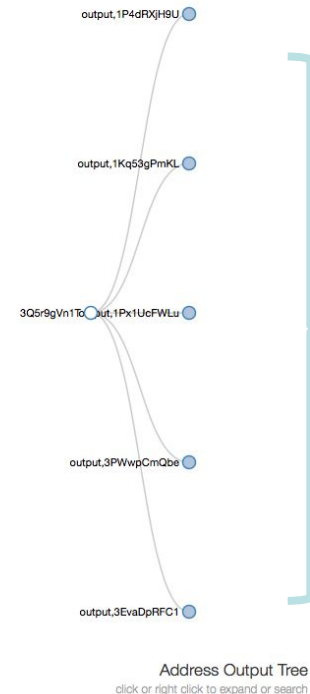 output,1P4dRXjH9U
output,1Kq53gPmKL
3Q5r9gVn1To
out,1Px1UcFWLu
output,3PWwpCmQbe
output,3EvaDpRFC1
Address Output Tree
click or right click to expand or search